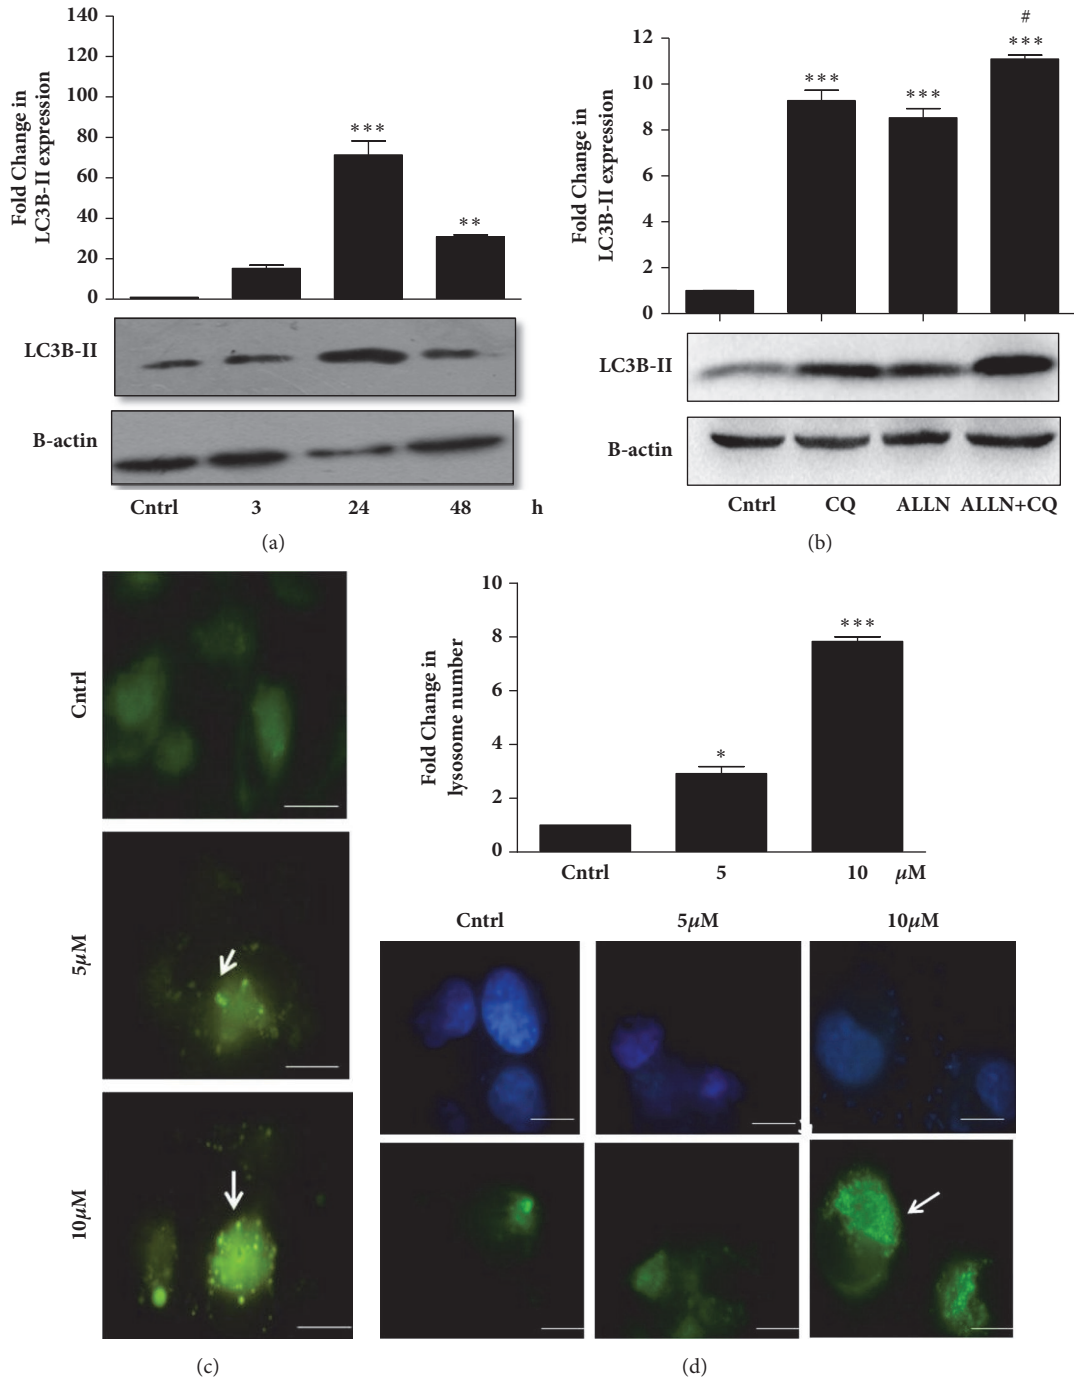 140
120
100
80
60
40
20
0
Fold Change in
LC3B-II expression
***
**
LC3B-II
B-actin
Cntrl 3 24 48 h
(a)
12
10
8
6
4
2
0
Fold Change in
LC3B-II expression
***
***
#
***
LC3B-II
B-actin
Cntrl CQ ALLN ALLN+CQ
(b)
Cntrl
5μM
10μM
(c)
10
8
6
4
2
0
Fold Change in
lysosome number
*
***
Cntrl 5 10 μM
Cntrl 5μM 10μM
(d)